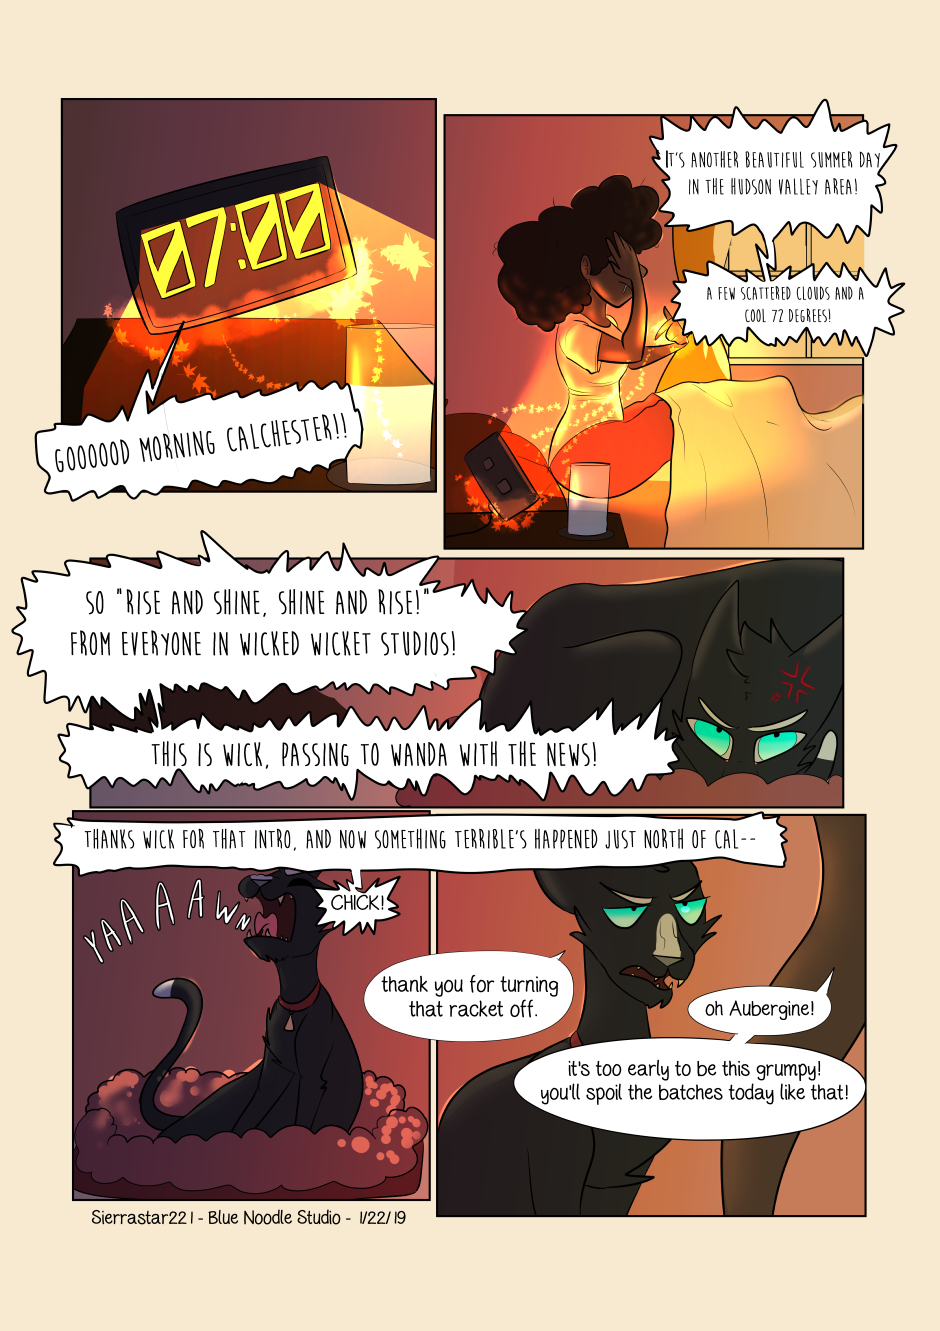 07:00
GOOOOOD MORNING CALCHESTER!!
IT'S ANOTHER BEAUTIFUL SUMMER DAY
IN THE HUDSON VALLEY AREA!
A FEW SCATTERED CLOUDS AND A
COOL 72 DEGREES!
SO "RISE AND SHINE, SHINE AND RISE!"
FROM EVERYONE IN WICKED WICKET STUDIOS!
THIS IS WICK, PASSING TO WANDA WITH THE NEWS!
THANKS WICK FOR THAT INTRO, AND NOW SOMETHING TERRIBLE'S HAPPENED JUST NORTH OF CAL--
YAAAAWN
CHICK!
thank you for turning
that racket off.
oh Aubergine!
it's too early to be this grumpy!
you'll spoil the batches today like that!
Sierrastar221 - Blue Noodle Studio - 1/22/19